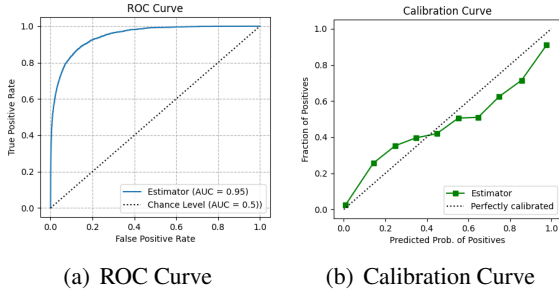 ROC Curve
True Positive Rate
1.0
0.8
0.6
0.4
0.2
0.0
Estimator (AUC = 0.95)
Chance Level (AUC = 0.5))
0.0 0.2 0.4 0.6 0.8 1.0
False Positive Rate
(a) ROC Curve
Calibration Curve
Fraction of Positives
1.0
0.8
0.6
0.4
0.2
0.0
Estimator
Perfectly calibrated
0.0 0.2 0.4 0.6 0.8 1.0
Predicted Prob. of Positives
(b) Calibration Curve